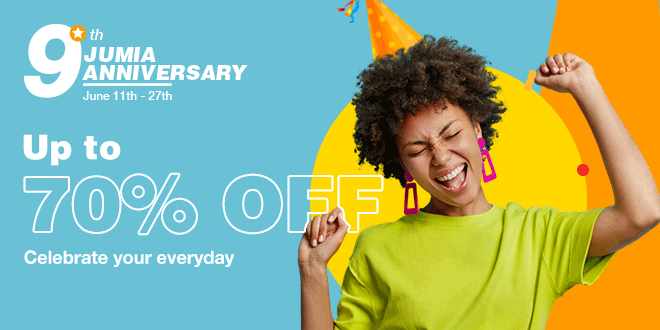 9th
JUMIA
ANNIVERSARY
June 11th - 27th
Up to
70% OFF
Celebrate your everyday